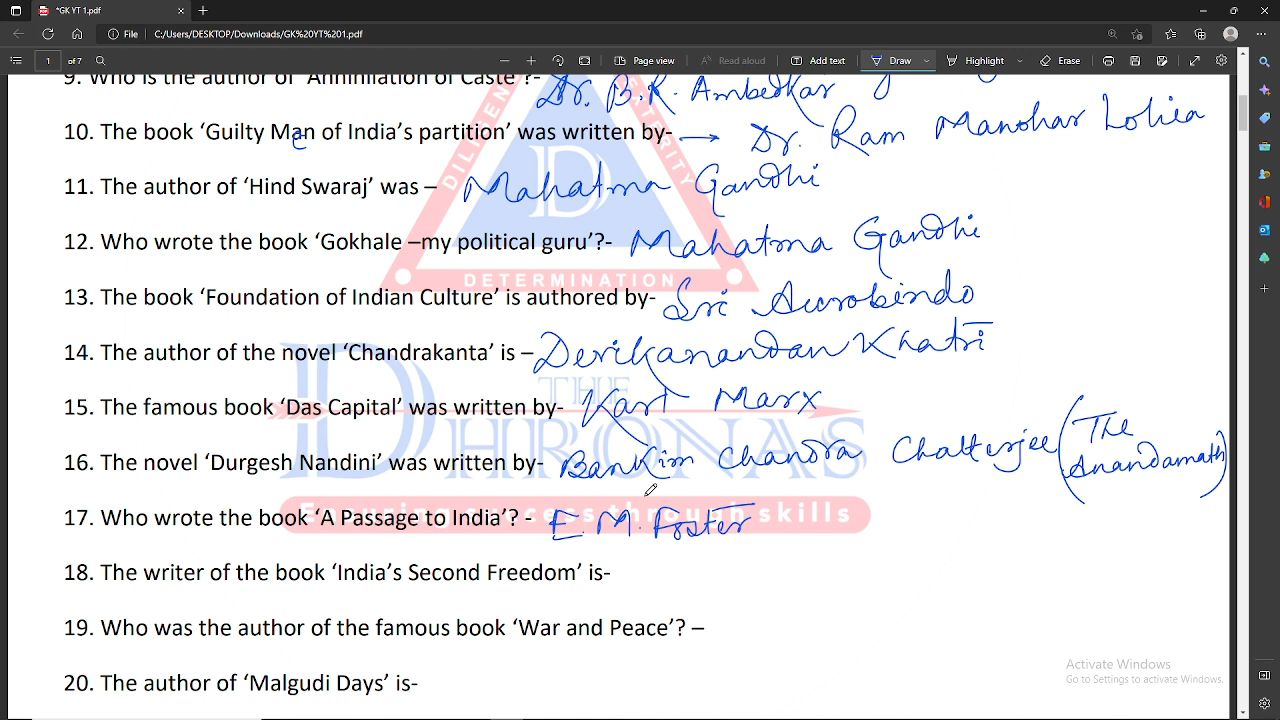 *GK YT 1.pdf
File C:/Users/DESKTOP/Downloads/GK%20YT%201.pdf
1 of 7 Page view Read aloud Add text Draw Highlight Erase
9. Who is the author of 'Annihilation of Caste'?- Dr. B.R. Ambedkar
10. The book 'Guilty Man of India's partition' was written by- → Dr. Ram Manohar Lohia
e
11. The author of 'Hind Swaraj' was – Mahatma Gandhi
12. Who wrote the book 'Gokhale –my political guru'?- Mahatma Gandhi
13. The book 'Foundation of Indian Culture' is authored by- Sri Aurobindo
14. The author of the novel 'Chandrakanta' is – Devikanandan Khatri
15. The famous book 'Das Capital' was written by- Karl Marx
16. The novel 'Durgesh Nandini' was written by- Bankim Chandra Chatterjee (The Anandamath)
17. Who wrote the book 'A Passage to India'? - E.M. Foster
18. The writer of the book 'India's Second Freedom' is-
19. Who was the author of the famous book 'War and Peace'? –
20. The author of 'Malgudi Days' is-
D
DETERMINATION
THE
DHRONAS
Ensuring success through skills
Activate Windows
Go to Settings to activate Windows.